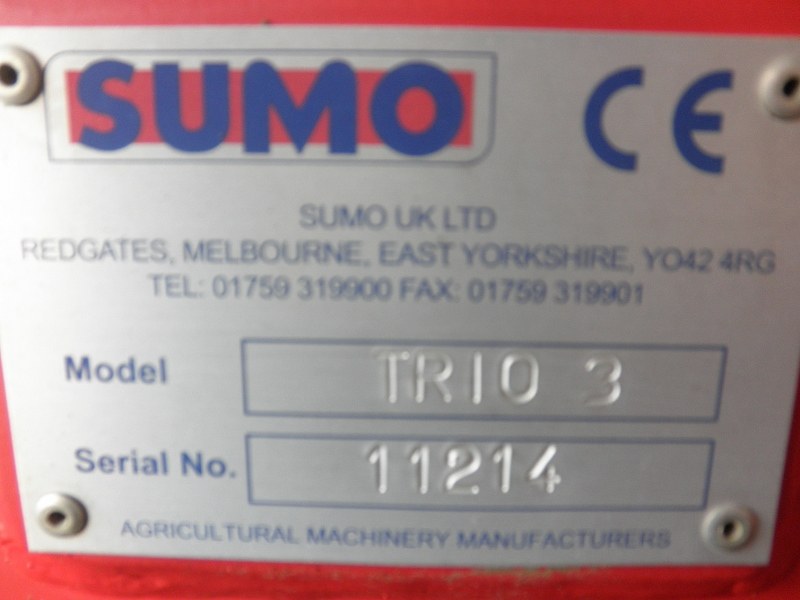 SUMO CE
SUMO UK LTD
REDGATES, MELBOURNE, EAST YORKSHIRE, YO42 4RG
TEL: 01759 319900 FAX: 01759 319901
Model TRIO 3
Serial No. 11214
AGRICULTURAL MACHINERY MANUFACTURERS